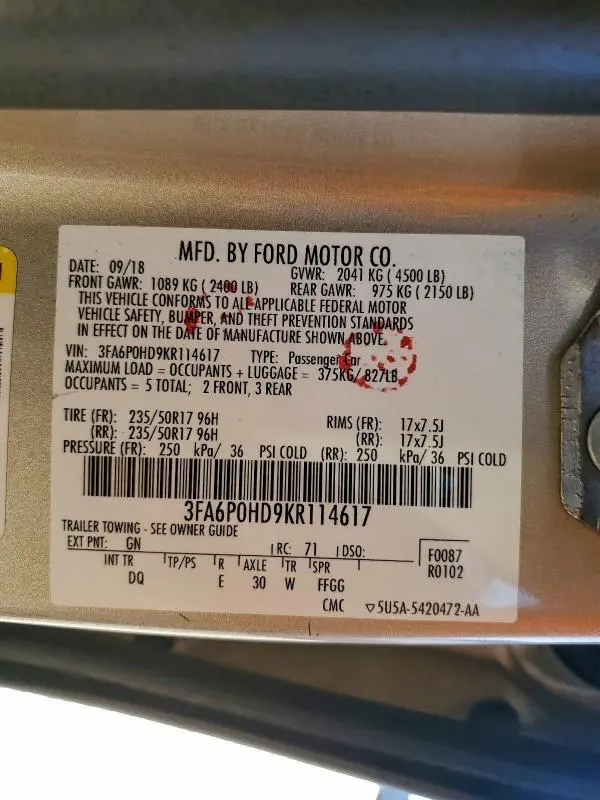 MFD. BY FORD MOTOR CO.
DATE: 09/18 GVWR: 2041 KG ( 4500 LB)
FRONT GAWR: 1089 KG ( 2400 LB) REAR GAWR: 975 KG ( 2150 LB)
THIS VEHICLE CONFORMS TO ALL APPLICABLE FEDERAL MOTOR
VEHICLE SAFETY, BUMPER, AND THEFT PREVENTION STANDARDS
IN EFFECT ON THE DATE OF MANUFACTURE SHOWN ABOVE.
VIN: 3FA6P0HD9KR114617 TYPE: Passenger Car
MAXIMUM LOAD = OCCUPANTS + LUGGAGE = 375KG/ 827LB
OCCUPANTS = 5 TOTAL; 2 FRONT, 3 REAR
TIRE (FR): 235/50R17 96H RIMS (FR): 17x7.5J
(RR): 235/50R17 96H (RR): 17x7.5J
PRESSURE (FR): 250 kPa/ 36 PSI COLD (RR): 250 kPa/ 36 PSI COLD
3FA6P0HD9KR114617
TRAILER TOWING - SEE OWNER GUIDE
EXT PNT: GN RC: 71 DSO: F0087
INT TR TP/PS R AXLE TR SPR R0102
DQ E 30 W FFGG
CMC ▽5U5A-5420472-AA